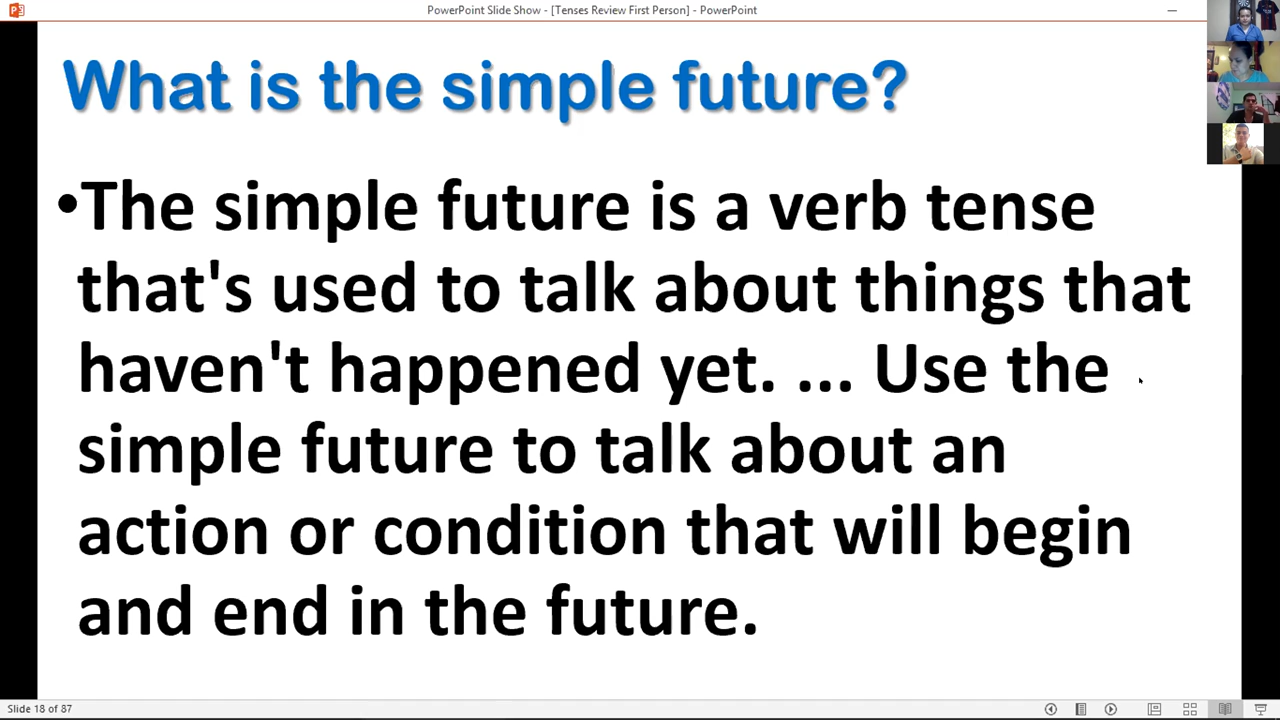 PowerPoint Slide Show - [Tenses Review First Person] - PowerPoint
What is the simple future?
•The simple future is a verb tense
that's used to talk about things that
haven't happened yet. ... Use the
simple future to talk about an
action or condition that will begin
and end in the future.
Slide 18 of 87